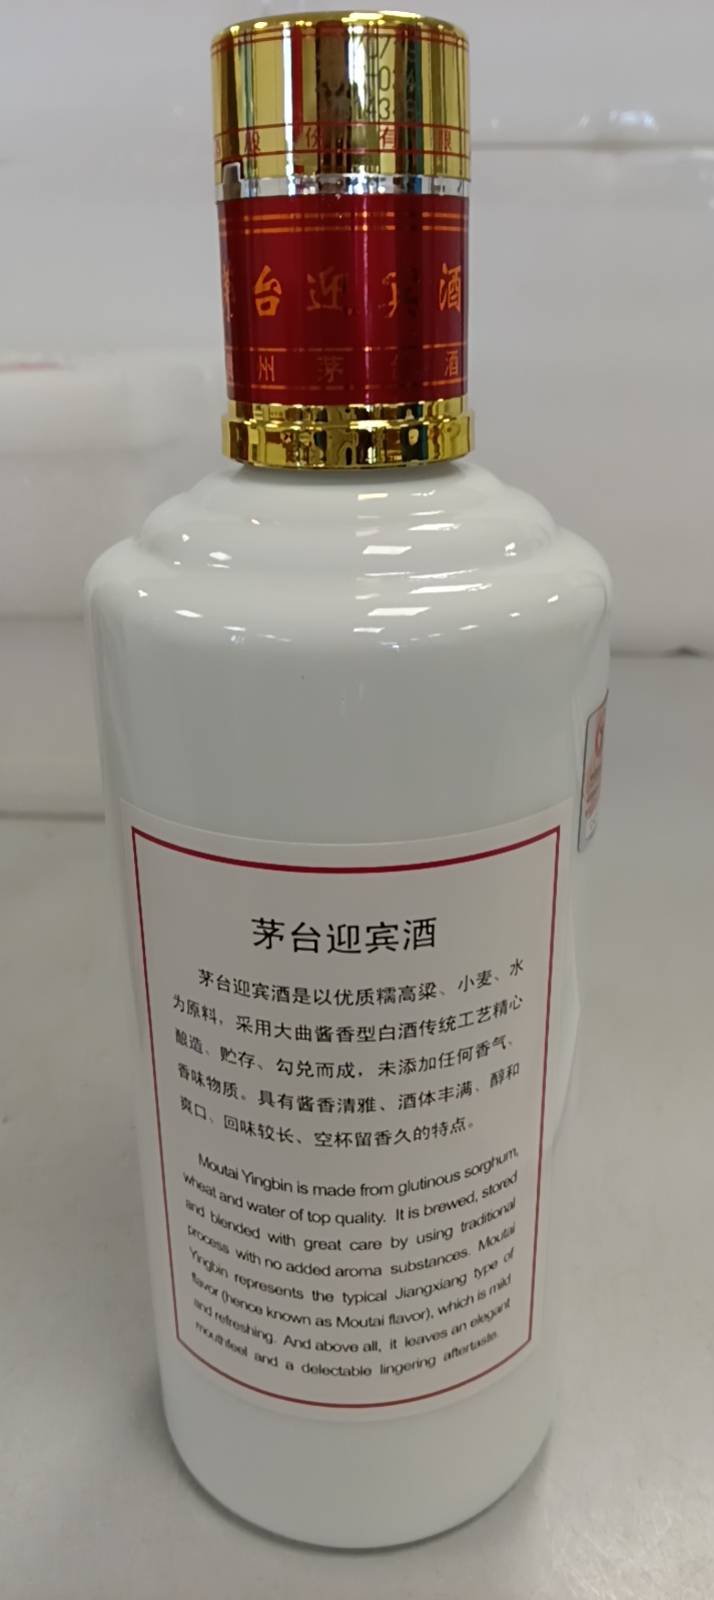 酒股份有限
茅台迎宾酒
州茅台酒
茅台迎宾酒
茅台迎宾酒是以优质糯高粱、小麦、水
为原料，采用大曲酱香型白酒传统工艺精心
酿造、贮存、勾兑而成，未添加任何香气、
香味物质。具有酱香清雅、酒体丰满、醇和
爽口、回味较长、空杯留香久的特点。
Moutai Yingbin is made from glutinous sorghum,
wheat and water of top quality. It is brewed, stored
and blended with great care by using traditional
process with no added aroma substances. Moutai
Yingbin represents the typical Jiangxiang type of
flavor (hence known as Moutai flavor), which is mild
and refreshing. And above all, it leaves an elegant
mouthfeel and a delectable lingering aftertaste.